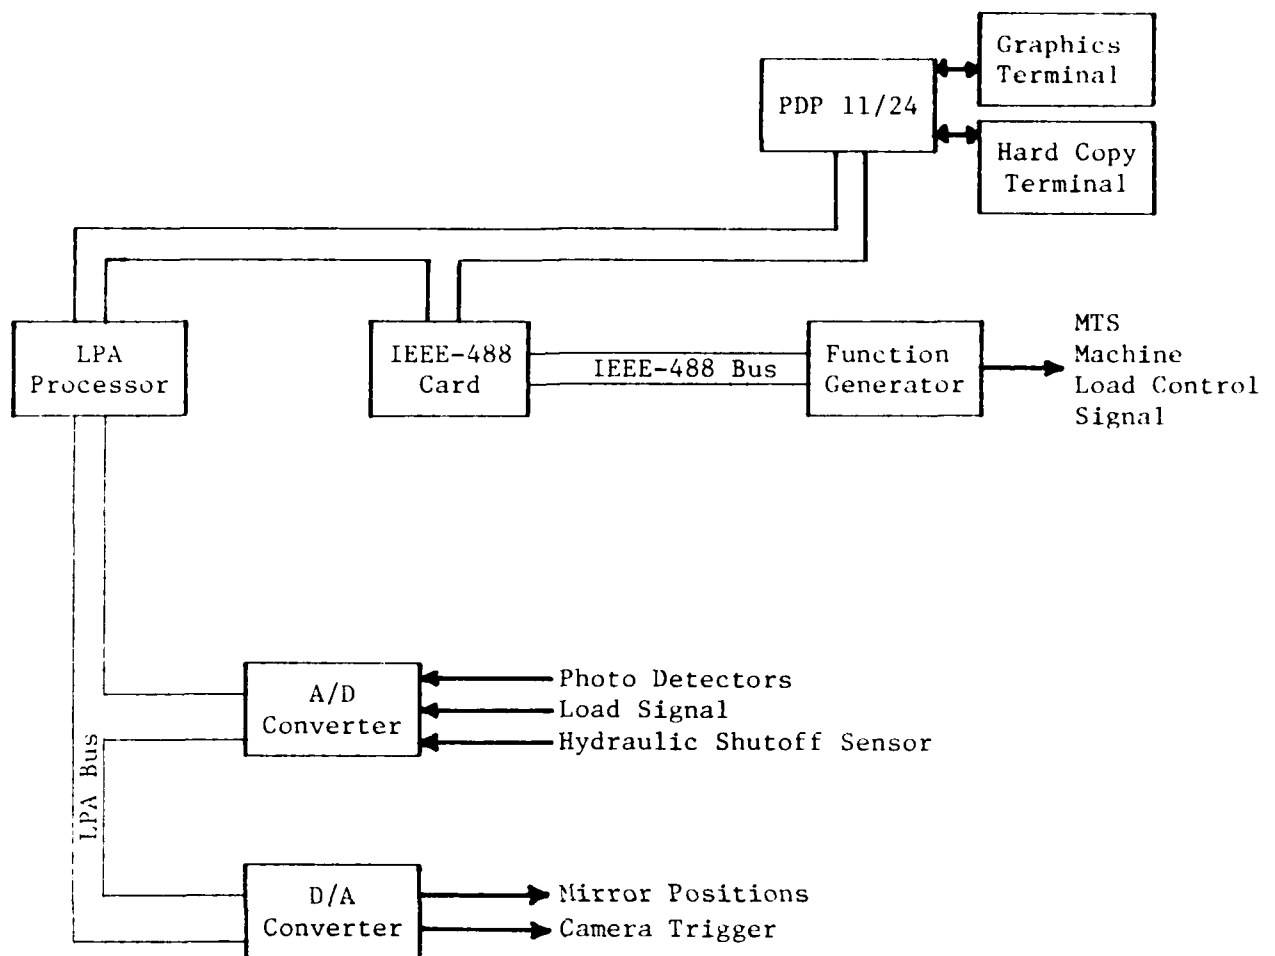 Graphics
Terminal
PDP 11/24
Hard Copy
Terminal
LPA
Processor
IEEE-488
Card
IEEE-488 Bus
Function
Generator
MTS
Machine
Load Control
Signal
A/D
Converter
Photo Detectors
Load Signal
Hydraulic Shutoff Sensor
LPA Bus
D/A
Converter
Mirror Positions
Camera Trigger